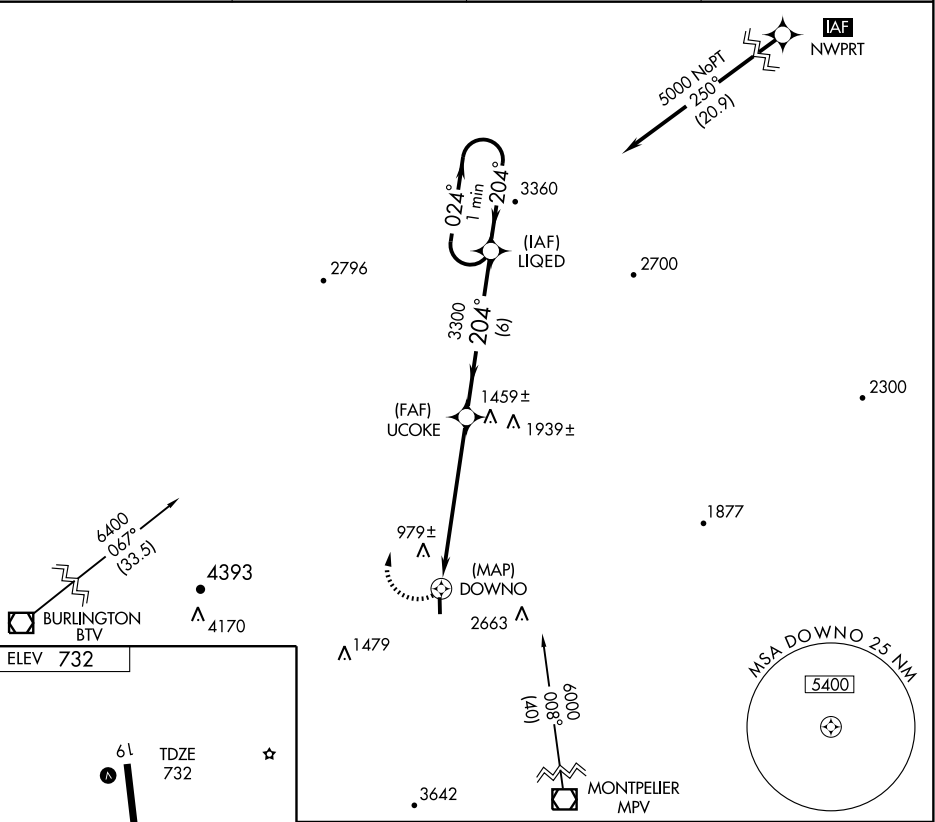 IAF
NWPRT
5000 NoPT
250°
(20.9)
024°
1 min
204°
3360
(IAF)
LIQED
2796
2700
3300
204°
(6)
2300
(FAF)
UCOKE
1459±
1939±
1877
979±
6400
067°
(33.5)
(MAP)
DOWNO
4393
4170
2663
BURLINGTON
BTV
1479
ELEV 732
6000
008°
(40)
MSA DOWNO 25 NM
5400
19
TDZE
732
3642
MONTPELIER
MPV